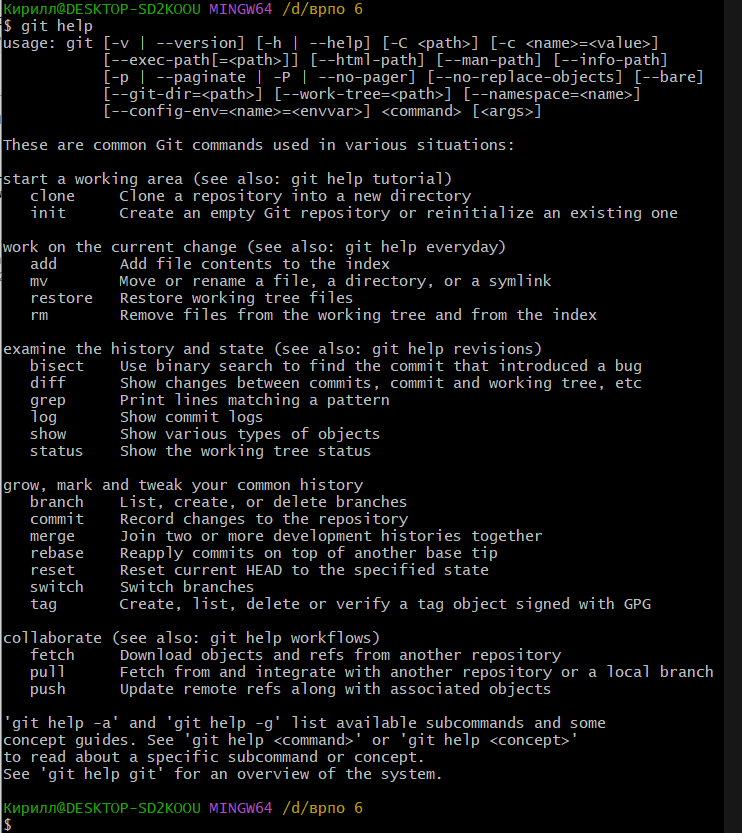 Кирилл@DESKTOP-SD2KOOU MINGW64 /d/врпо 6
$ git help
usage: git [-v | --version] [-h | --help] [-C <path>] [-c <name>=<value>]
           [--exec-path[=<path>]] [--html-path] [--man-path] [--info-path]
           [-p | --paginate | -P | --no-pager] [--no-replace-objects] [--bare]
           [--git-dir=<path>] [--work-tree=<path>] [--namespace=<name>]
           [--config-env=<name>=<envvar>] <command> [<args>]

These are common Git commands used in various situations:

start a working area (see also: git help tutorial)
   clone     Clone a repository into a new directory
   init      Create an empty Git repository or reinitialize an existing one

work on the current change (see also: git help everyday)
   add       Add file contents to the index
   mv        Move or rename a file, a directory, or a symlink
   restore   Restore working tree files
   rm        Remove files from the working tree and from the index

examine the history and state (see also: git help revisions)
   bisect    Use binary search to find the commit that introduced a bug
   diff      Show changes between commits, commit and working tree, etc
   grep      Print lines matching a pattern
   log       Show commit logs
   show      Show various types of objects
   status    Show the working tree status

grow, mark and tweak your common history
   branch    List, create, or delete branches
   commit    Record changes to the repository
   merge     Join two or more development histories together
   rebase    Reapply commits on top of another base tip
   reset     Reset current HEAD to the specified state
   switch    Switch branches
   tag       Create, list, delete or verify a tag object signed with GPG

collaborate (see also: git help workflows)
   fetch     Download objects and refs from another repository
   pull      Fetch from and integrate with another repository or a local branch
   push      Update remote refs along with associated objects

'git help -a' and 'git help -g' list available subcommands and some
concept guides. See 'git help <command>' or 'git help <concept>'
to read about a specific subcommand or concept.
See 'git help git' for an overview of the system.

Кирилл@DESKTOP-SD2KOOU MINGW64 /d/врпо 6
$